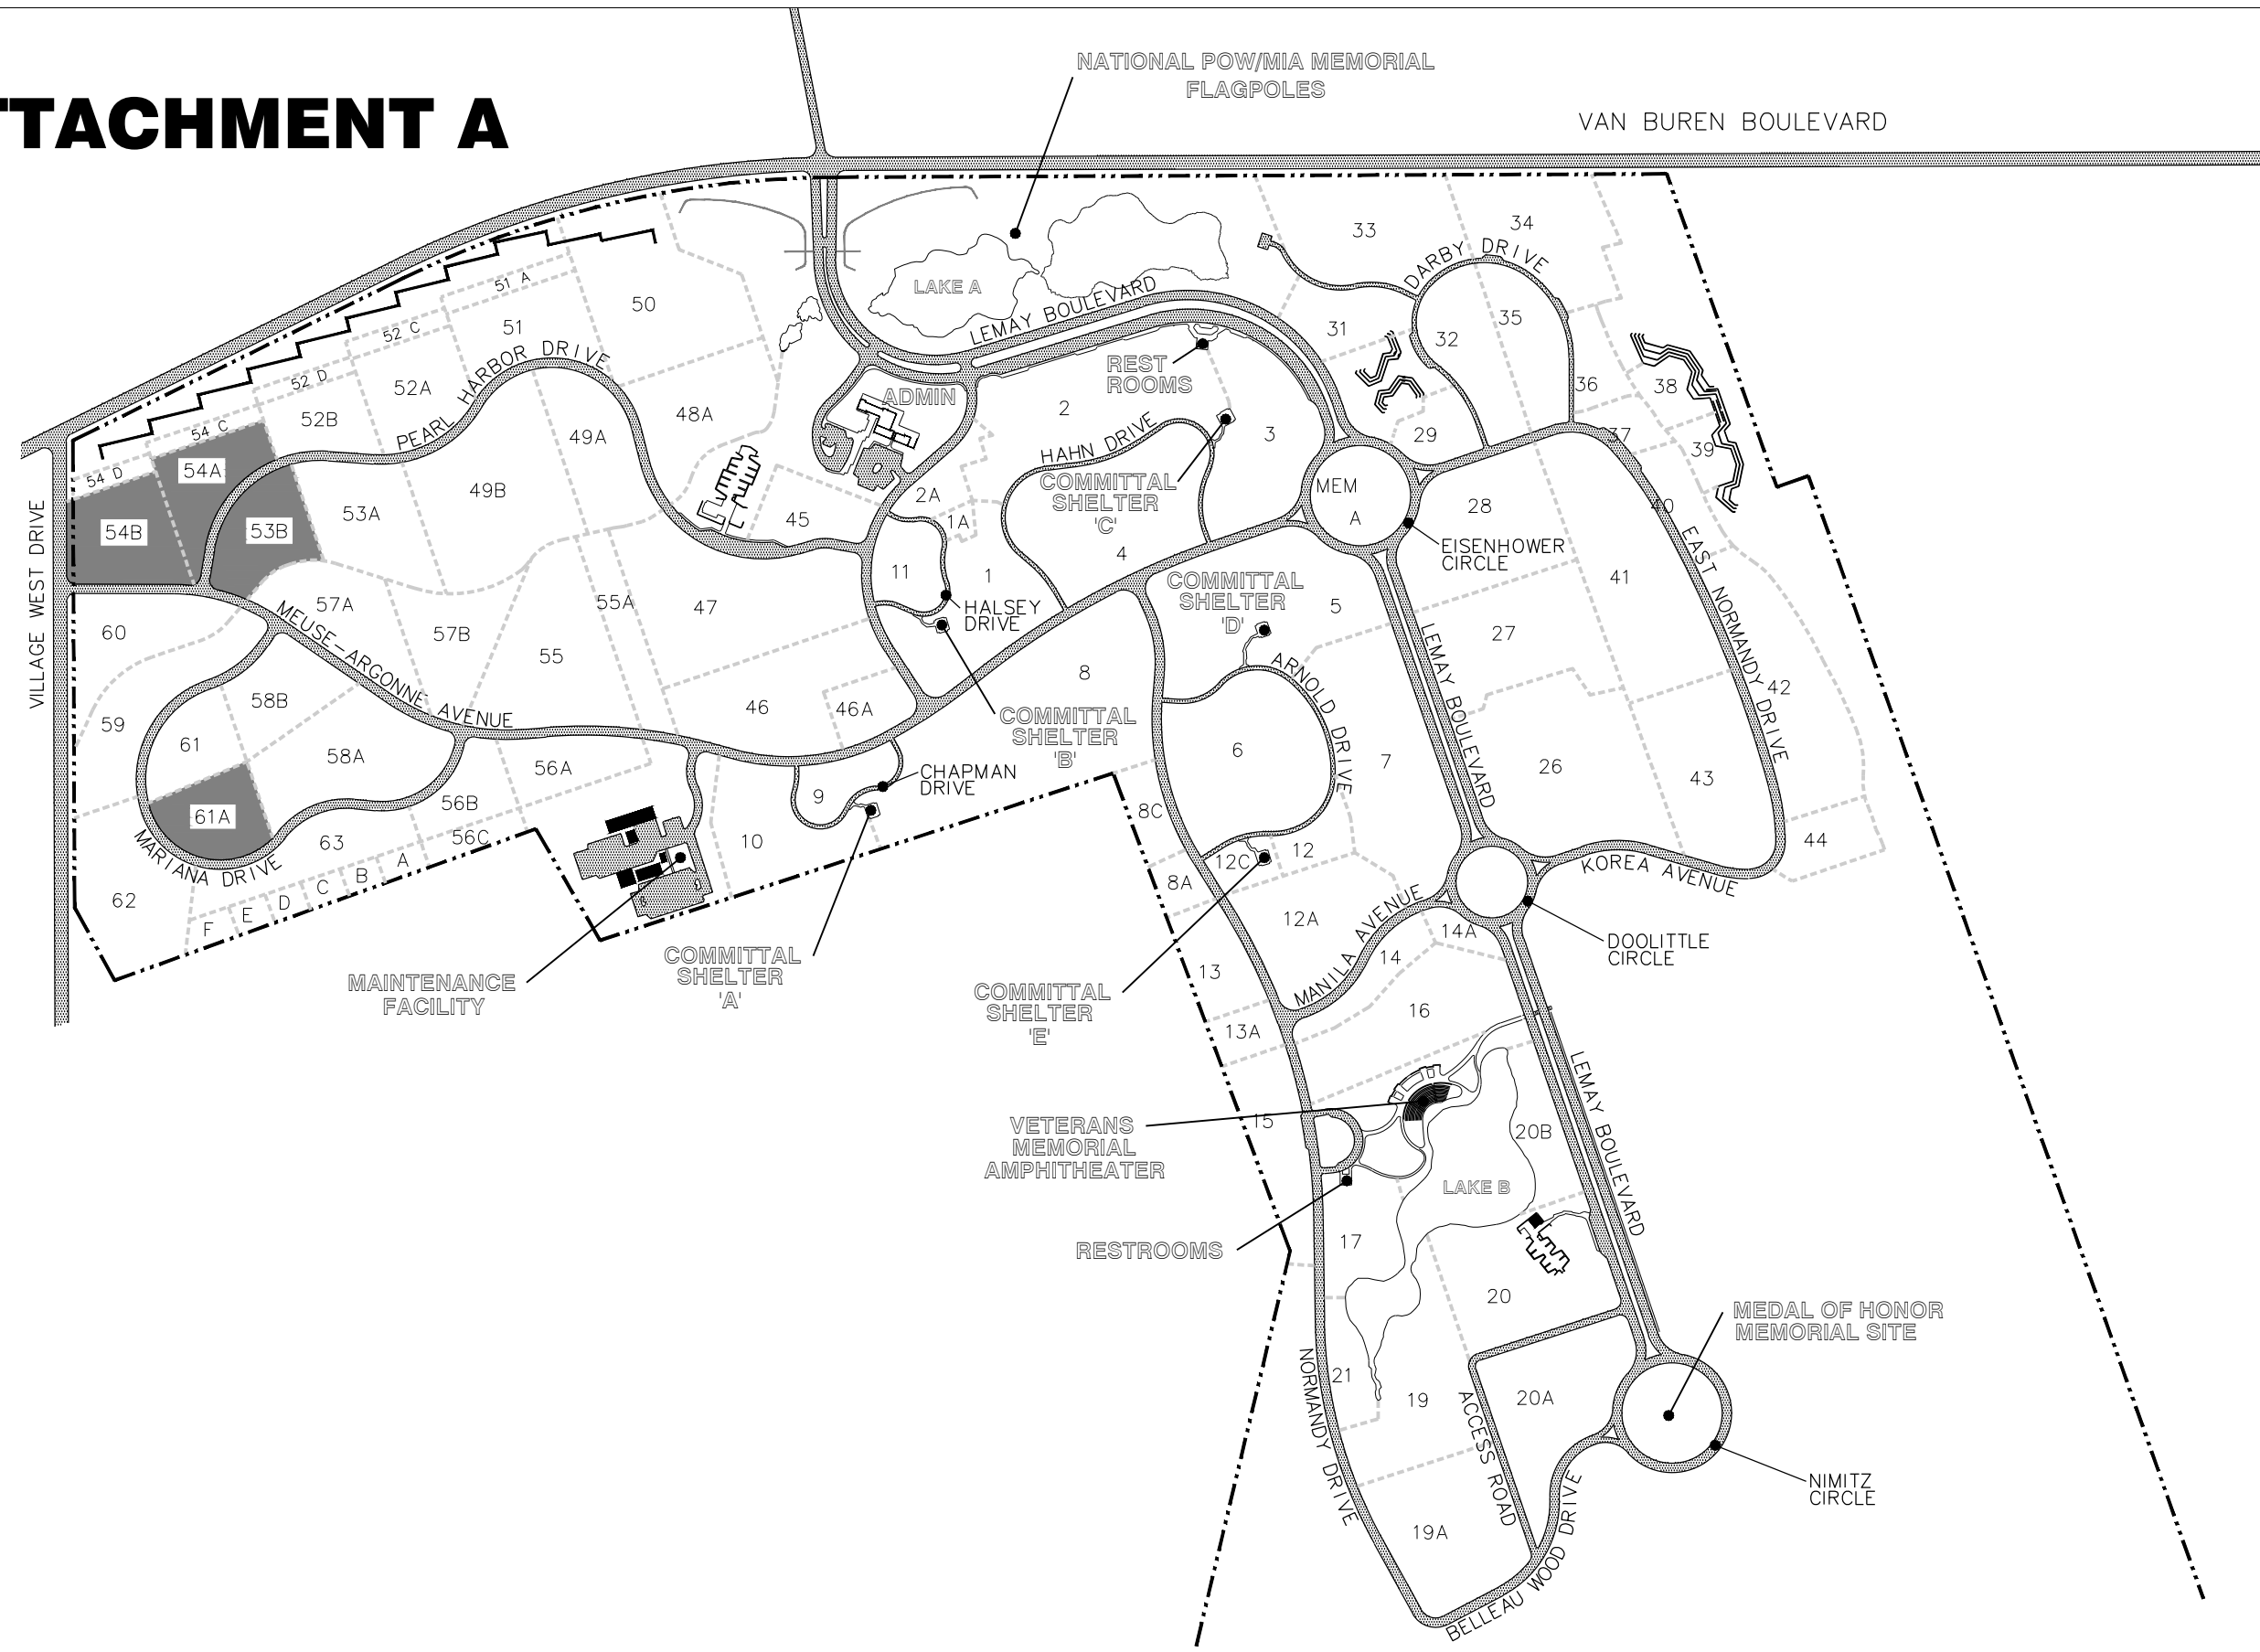 TTACHMENT A
NATIONAL POW/MIA MEMORIAL
FLAGPOLES
VAN BUREN BOULEVARD
33
34
DARBY DRIVE
LAKE A
LEMAY BOULEVARD
51 A
50
51
52 C
31
32
35
52 D
52A
PEARL HARBOR DRIVE
REST
ROOMS
36
38
ADMIN
52B
49A
48A
2
HAHN DRIVE
3
29
37
39
54 C
54 D
54A
49B
COMMITTAL
SHELTER
'C'
MEM
A
28
40
54B
53B
53A
45
2A
1A
4
EISENHOWER
CIRCLE
EAST NORMANDY DRIVE
VILLAGE WEST DRIVE
11
1
41
COMMITTAL
SHELTER
'D'
5
57A
55A
47
HALSEY
DRIVE
60
MEUSE-ARGONNE AVENUE
57B
55
27
LEMAY BOULEVARD
ARNOLD DRIVE
8
42
58B
59
46
46A
COMMITTAL
SHELTER
'B'
61
58A
6
7
26
43
56A
CHAPMAN
DRIVE
9
61A
56B
56C
63
10
8C
12
12C
44
MARIANA DRIVE
KOREA AVENUE
A
B
C
D
E
F
62
8A
12A
MANILA AVENUE
14A
DOOLITTLE
CIRCLE
MAINTENANCE
FACILITY
COMMITTAL
SHELTER
'A'
COMMITTAL
SHELTER
'E'
13
14
13A
16
LEMAY BOULEVARD
15
VETERANS
MEMORIAL
AMPHITHEATER
20B
LAKE B
RESTROOMS
17
20
MEDAL OF HONOR
MEMORIAL SITE
NORMANDY DRIVE
21
19
ACCESS ROAD
20A
NIMITZ
CIRCLE
19A
BELLEAU WOOD DRIVE